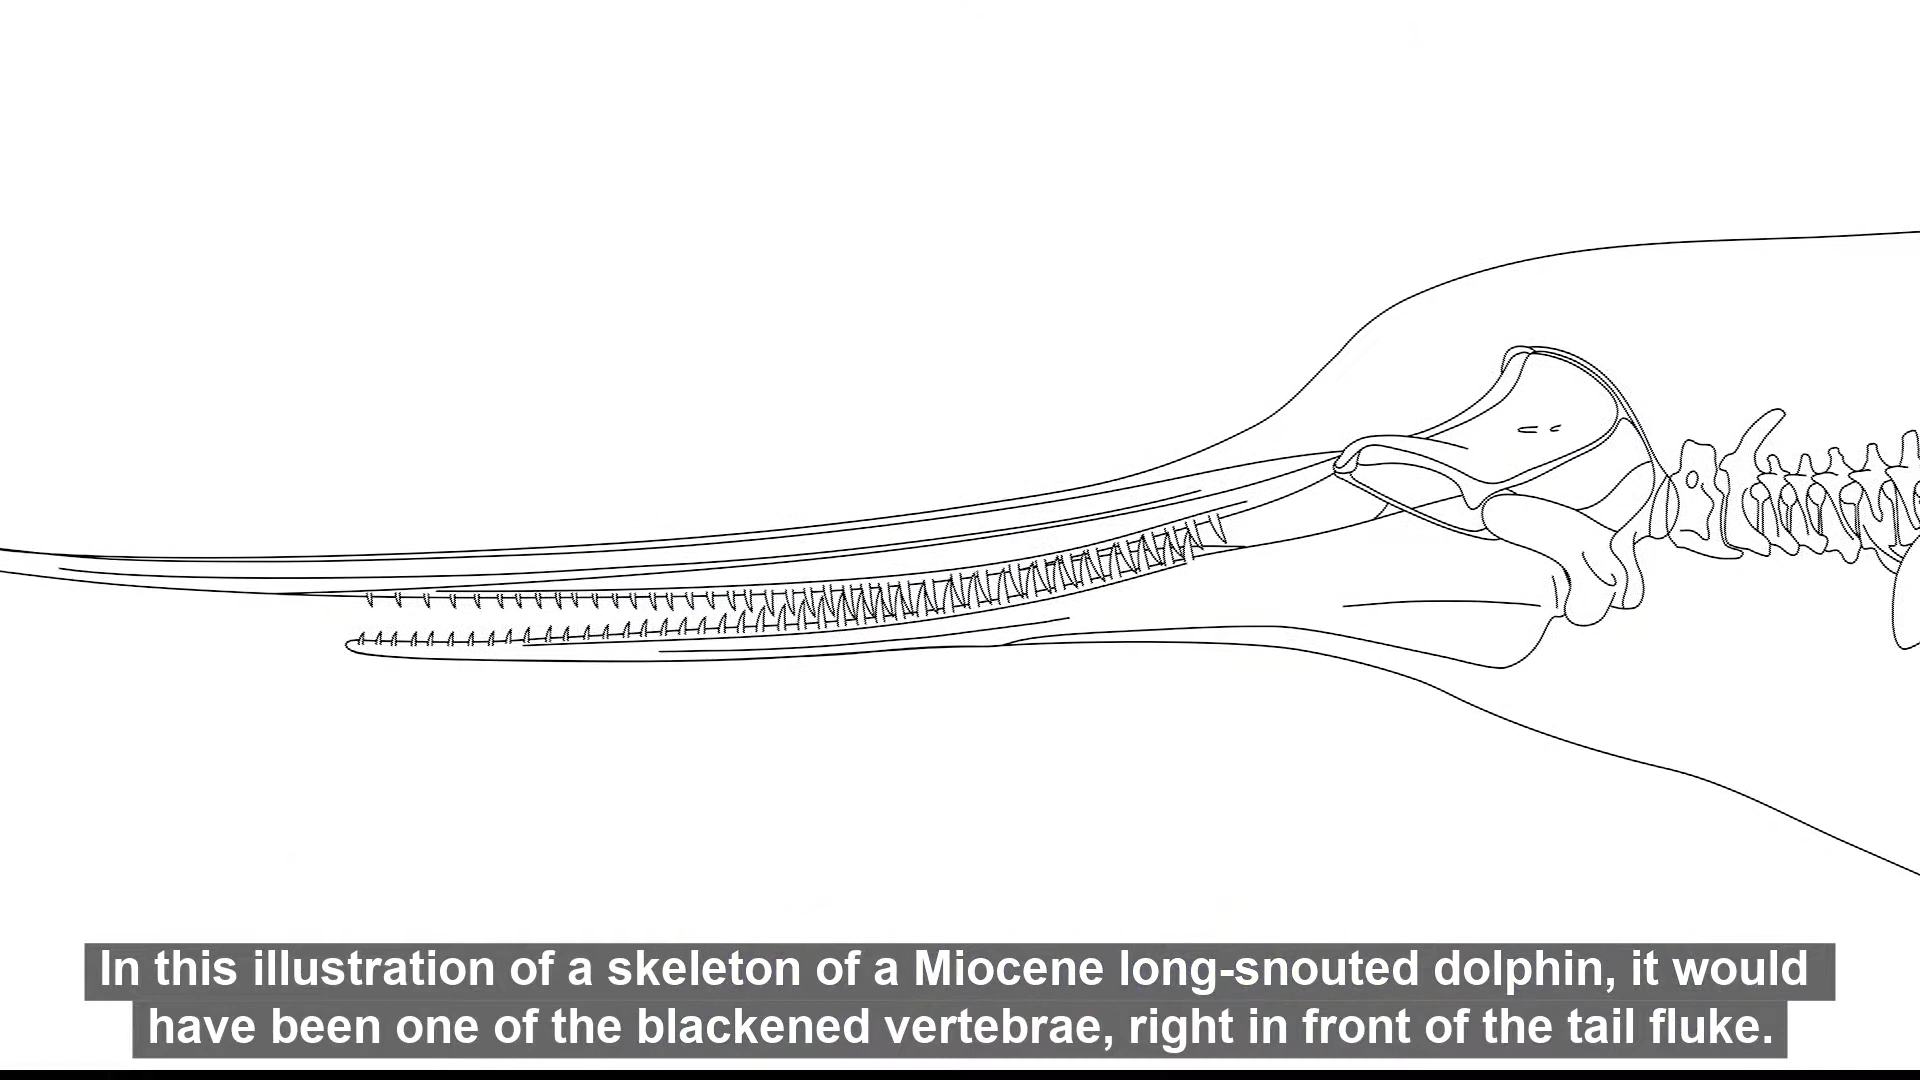 In this illustration of a skeleton of a Miocene long-snouted dolphin, it would
have been one of the blackened vertebrae, right in front of the tail fluke.